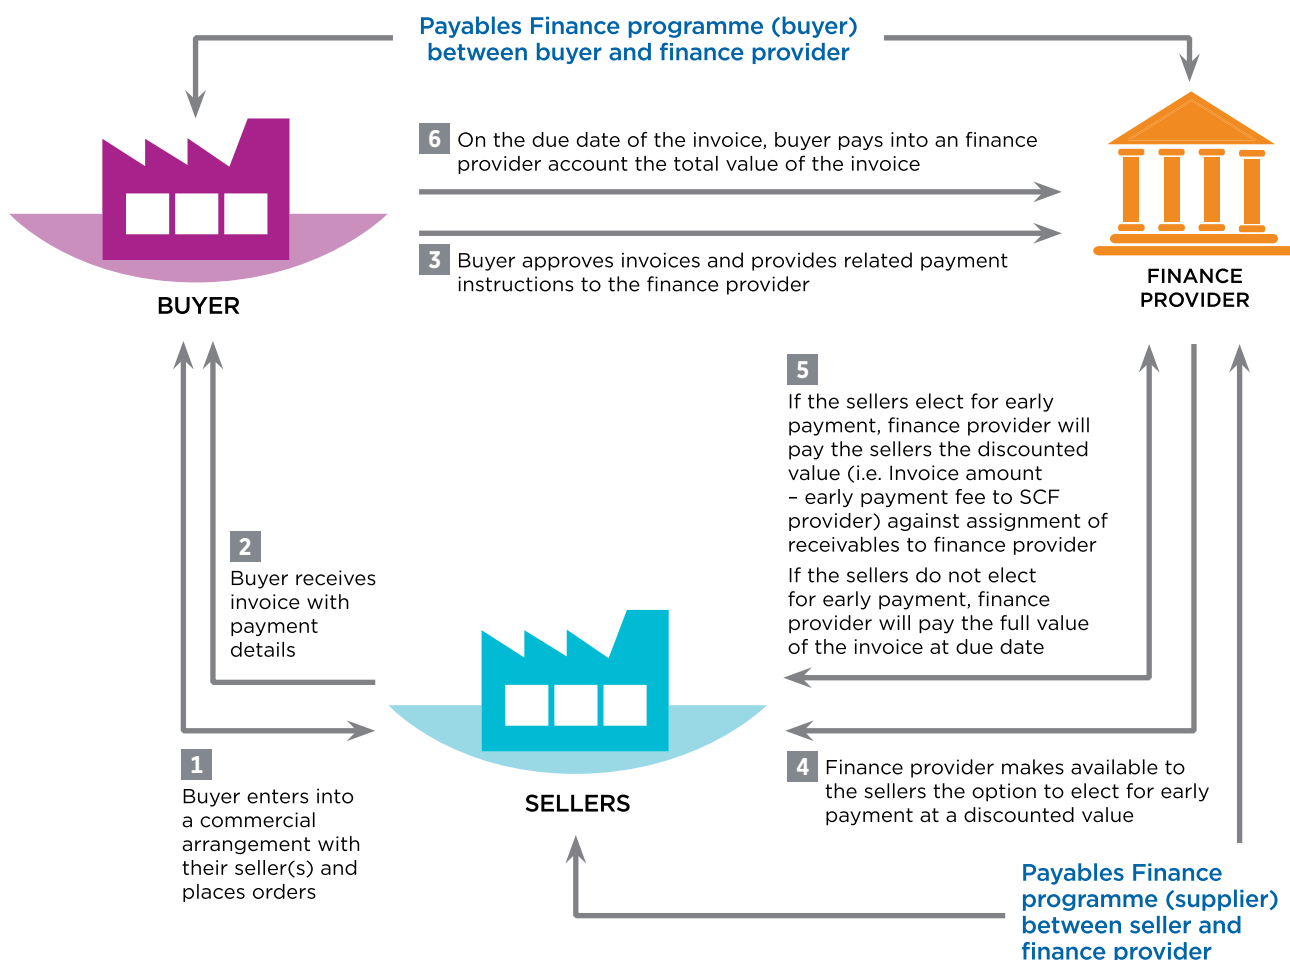 Payables Finance programme (buyer)
between buyer and finance provider
6
On the due date of the invoice, buyer pays into an finance
provider account the total value of the invoice
3
Buyer approves invoices and provides related payment
instructions to the finance provider
BUYER
FINANCE
PROVIDER
5
If the sellers elect for early
payment, finance provider will
pay the sellers the discounted
value (i.e. Invoice amount
– early payment fee to SCF
provider) against assignment of
receivables to finance provider
If the sellers do not elect
for early payment, finance
provider will pay the full value
of the invoice at due date
2
Buyer receives
invoice with
payment
details
1
Buyer enters into
a commercial
arrangement with
their seller(s) and
places orders
SELLERS
4
Finance provider makes available to
the sellers the option to elect for early
payment at a discounted value
Payables Finance
programme (supplier)
between seller and
finance provider